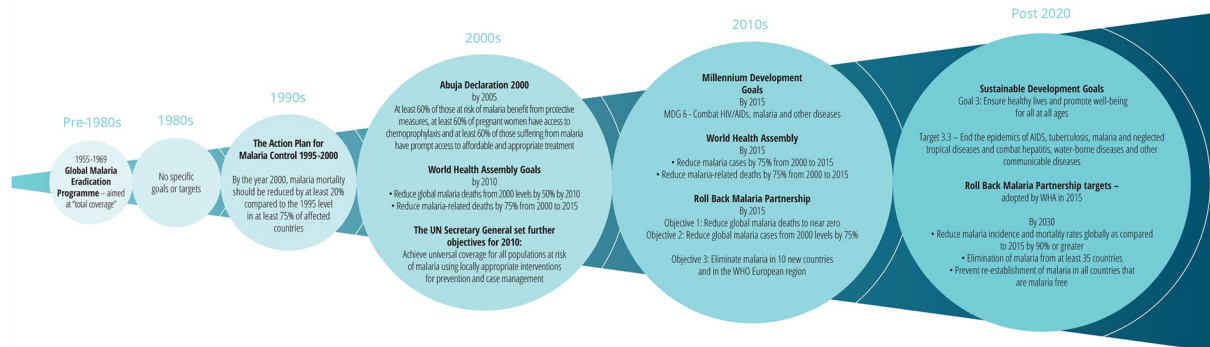 Pre-1980s
1955-1969
Global Malaria
Eradication
Programme – aimed
at “total coverage”
1980s
No specific
goals or targets
1990s
The Action Plan for
Malaria Control 1995-2000
By the year 2000, malaria mortality
should be reduced by at least 20%
compared to the 1995 level
in at least 75% of affected
countries
2000s
Abuja Declaration 2000
by 2005
At least 60% of those at risk of malaria benefit from protective
measures, at least 60% of pregnant women have access to
chemoprophylaxis and at least 60% of those suffering from malaria
have prompt access to affordable and appropriate treatment
World Health Assembly Goals
by 2010
• Reduce global malaria deaths from 2000 levels by 50% by 2010
• Reduce malaria-related deaths by 75% from 2000 to 2015
The UN Secretary General set further
objectives for 2010:
Achieve universal coverage for all populations at risk
of malaria using locally appropriate interventions
for prevention and case management
2010s
Millennium Development
Goals
By 2015
MDG 6 - Combat HIV/AIDs, malaria and other diseases
World Health Assembly
By 2015
• Reduce malaria cases by 75% from 2000 to 2015
• Reduce malaria-related deaths by 75% from 2000 to 2015
Roll Back Malaria Partnership
By 2015
Objective 1: Reduce global malaria deaths to near zero
Objective 2: Reduce global malaria cases from 2000 levels by 75%
Objective 3: Eliminate malaria in 10 new countries
and in the WHO European region
Post 2020
Sustainable Development Goals
Goal 3: Ensure healthy lives and promote well-being
for all at all ages
Target 3.3 – End the epidemics of AIDS, tuberculosis, malaria and neglected
tropical diseases and combat hepatitis, water-borne diseases and other
communicable diseases
Roll Back Malaria Partnership targets –
adopted by WHA in 2015
By 2030
• Reduce malaria incidence and mortality rates globally as compared
to 2015 by 90% or greater
• Elimination of malaria from at least 35 countries
• Prevent re-establishment of malaria in all countries that
are malaria free